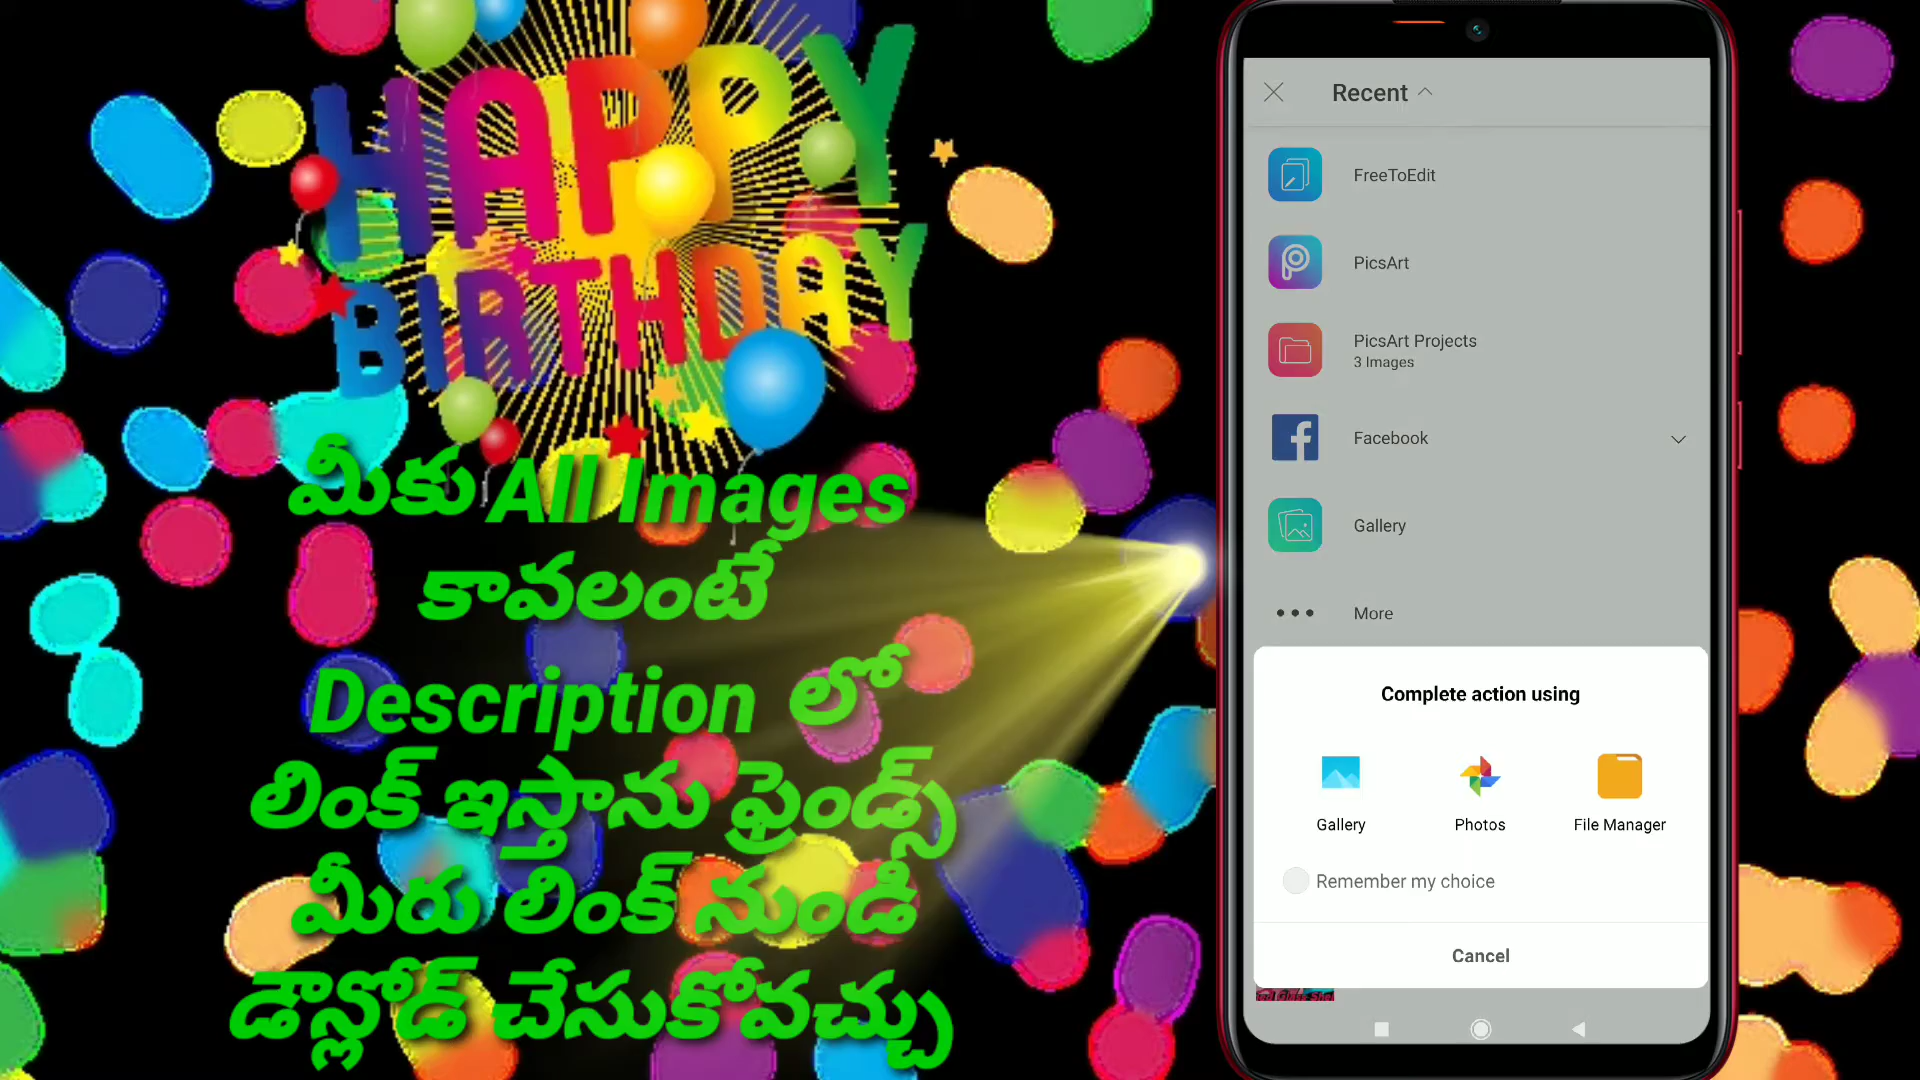 HAPPY
BIRTHDAY
మీకు All Images
కావలంటే
Description లో
లింక్ ఇస్తాను ఫ్రెండ్స్
మీరు లింక్ నుండి
డౌన్లోడ్ చేసుకోవచ్చు
Recent
FreeToEdit
PicsArt
PicsArt Projects
3 Images
Facebook
Gallery
More
Complete action using
Gallery Photos File Manager
Remember my choice
Cancel